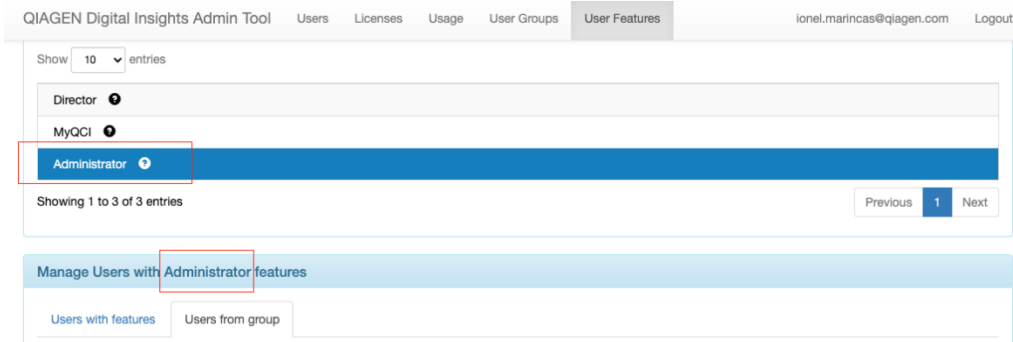 QIAGEN Digital Insights Admin Tool Users Licenses Usage User Groups User Features ionel.marincas@qiagen.com Logout
Show 10 entries
Director ?
MyQCI ?
Administrator ?
Showing 1 to 3 of 3 entries Previous 1 Next
Manage Users with Administrator features
Users with features Users from group